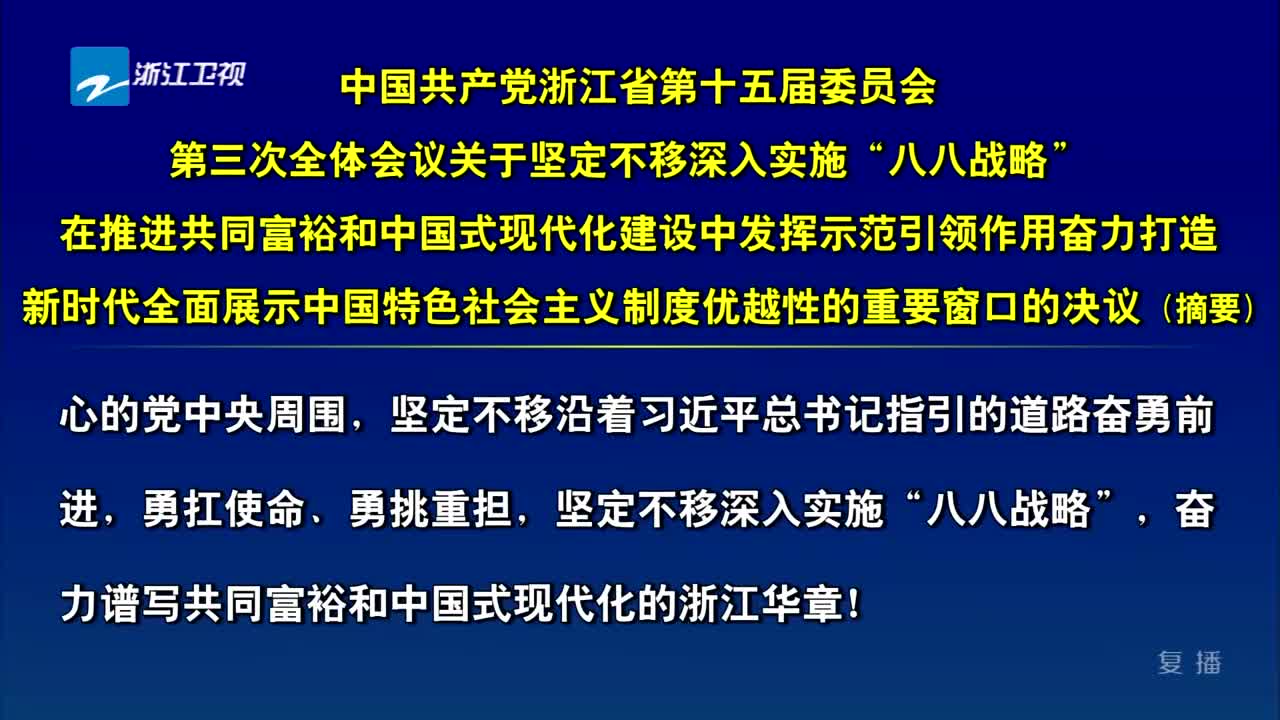 浙江卫视
中国共产党浙江省第十五届委员会
第三次全体会议关于坚定不移深入实施“八八战略”
在推进共同富裕和中国式现代化建设中发挥示范引领作用奋力打造
新时代全面展示中国特色社会主义制度优越性的重要窗口的决议（摘要）
心的党中央周围，坚定不移沿着习近平总书记指引的道路奋勇前
进，勇扛使命、勇挑重担，坚定不移深入实施“八八战略”，奋
力谱写共同富裕和中国式现代化的浙江华章！
复播